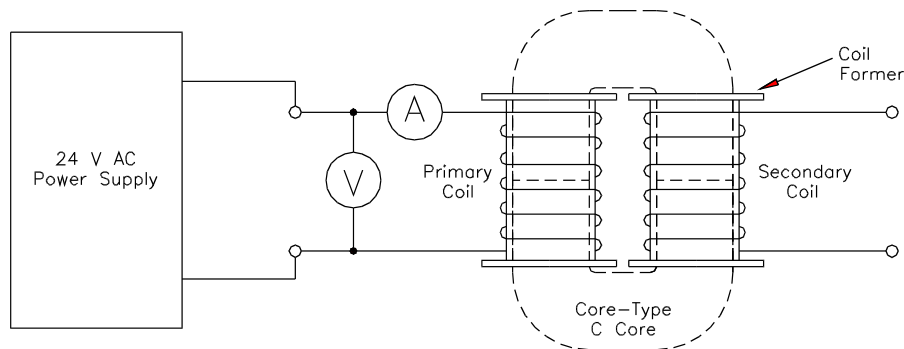 24 V AC
Power Supply
V
A
Primary
Coil
Core-Type
C Core
Secondary
Coil
Coil
Former